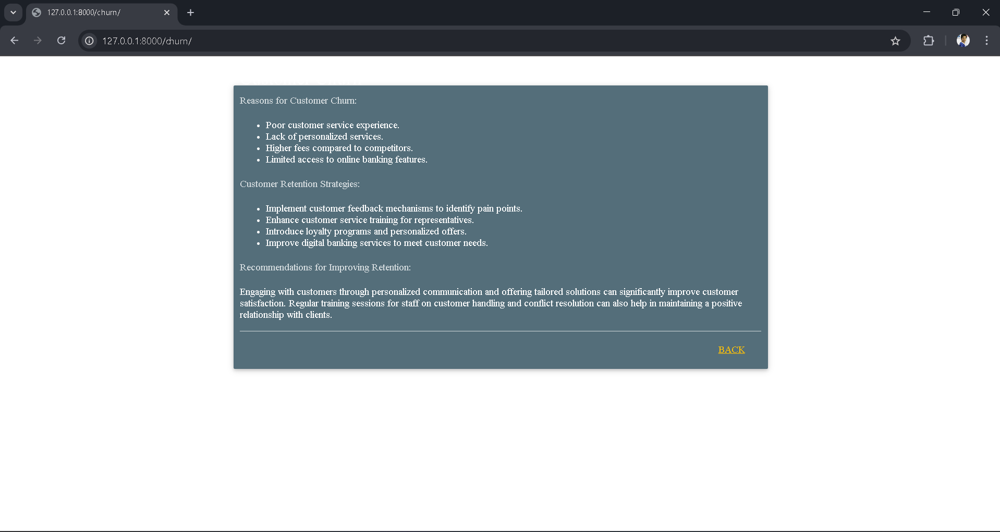 127.0.0.1:8000/churn/
127.0.0.1:8000/churn/
Reasons for Customer Churn:
Poor customer service experience.
Lack of personalized services.
Higher fees compared to competitors.
Limited access to online banking features.
Customer Retention Strategies:
Implement customer feedback mechanisms to identify pain points.
Enhance customer service training for representatives.
Introduce loyalty programs and personalized offers.
Improve digital banking services to meet customer needs.
Recommendations for Improving Retention:
Engaging with customers through personalized communication and offering tailored solutions can significantly improve customer
satisfaction. Regular training sessions for staff on customer handling and conflict resolution can also help in maintaining a positive
relationship with clients.
BACK